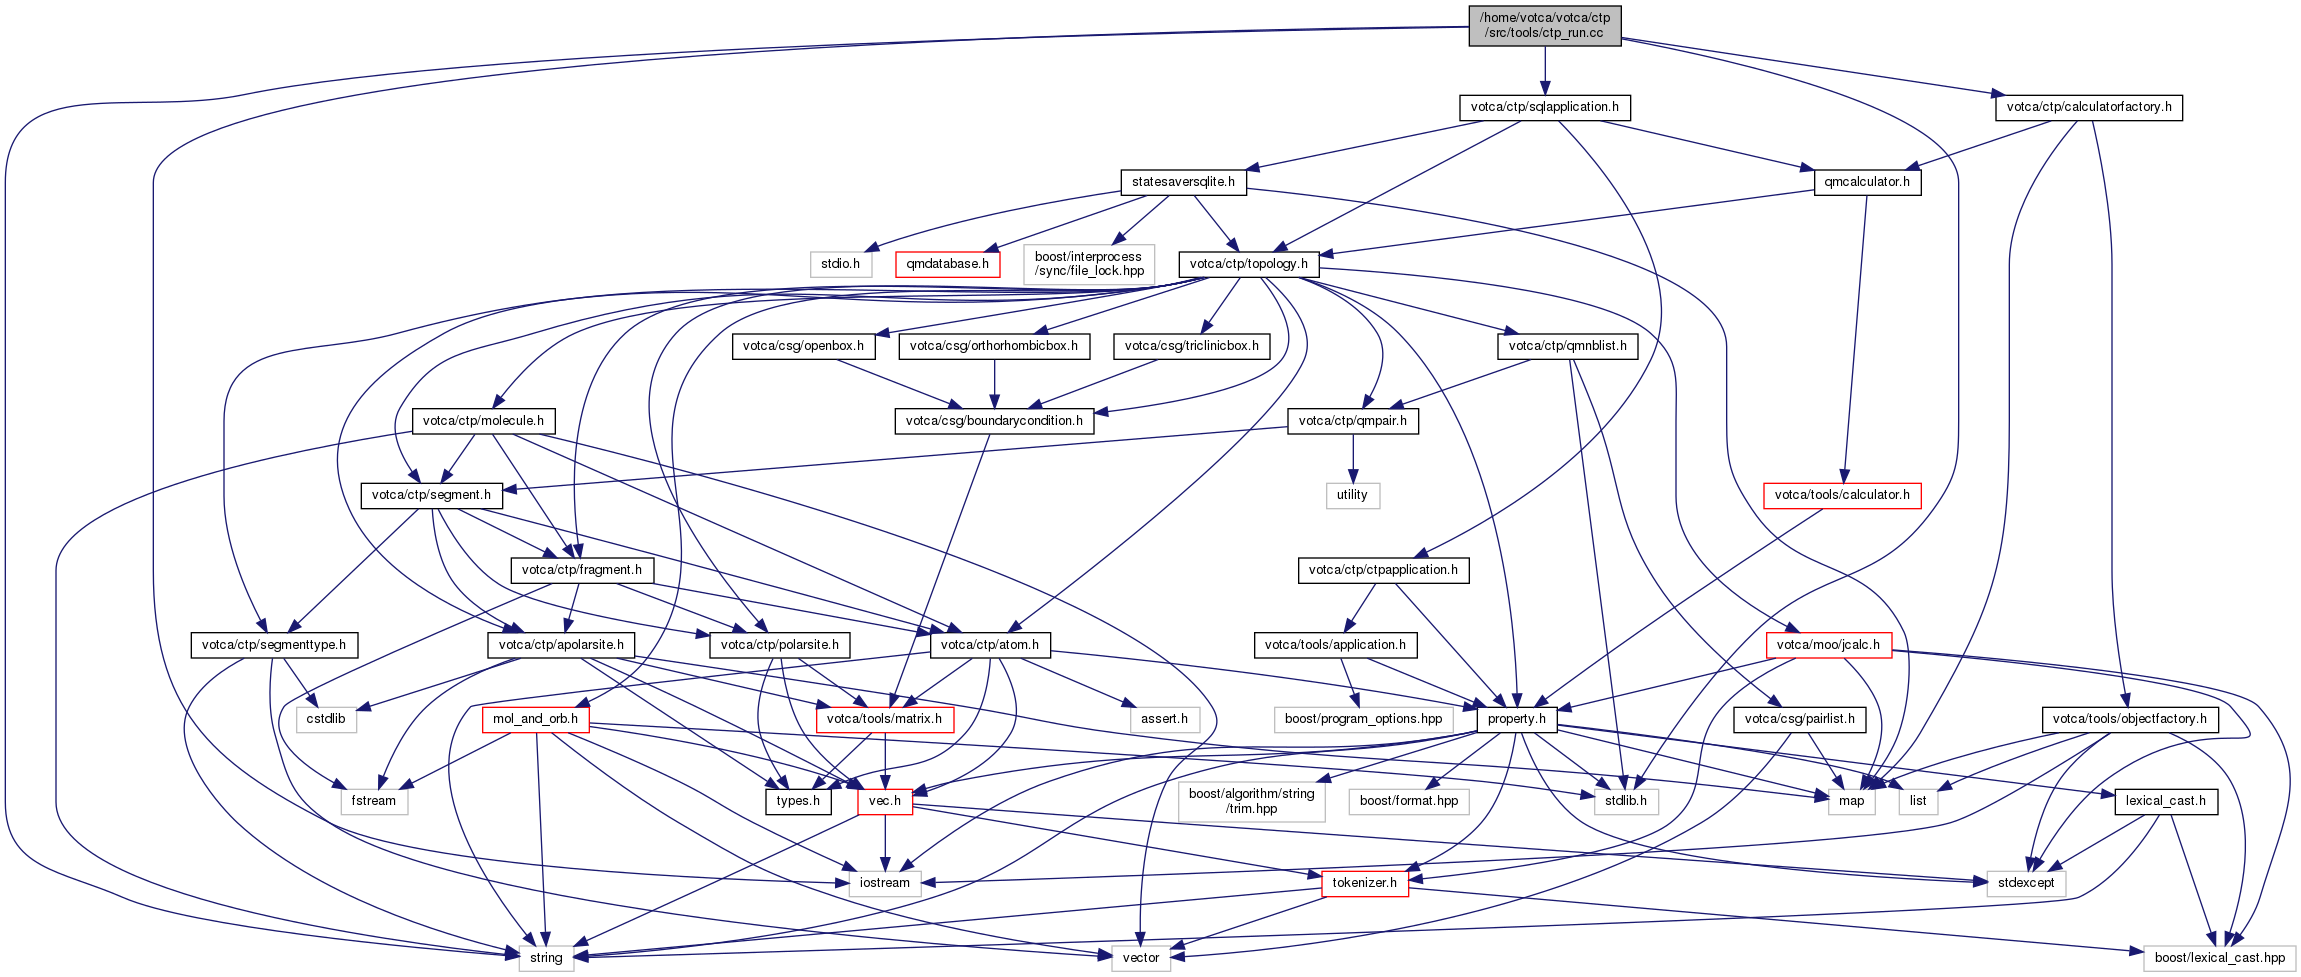 /home/votca/votca/ctp
/src/tools/ctp_run.cc
votca/ctp/sqlapplication.h
votca/ctp/calculatorfactory.h
statesaversqlite.h
qmcalculator.h
stdio.h
qmdatabase.h
boost/interprocess
/sync/file_lock.hpp
votca/ctp/topology.h
votca/csg/openbox.h
votca/csg/orthorhombicbox.h
votca/csg/triclinicbox.h
votca/ctp/qmnblist.h
votca/ctp/molecule.h
votca/csg/boundarycondition.h
votca/ctp/qmpair.h
votca/ctp/segment.h
utility
votca/tools/calculator.h
votca/ctp/fragment.h
votca/ctp/ctpapplication.h
votca/ctp/segmenttype.h
votca/ctp/apolarsite.h
votca/ctp/polarsite.h
votca/ctp/atom.h
votca/tools/application.h
votca/moo/jcalc.h
cstdlib
mol_and_orb.h
votca/tools/matrix.h
assert.h
boost/program_options.hpp
property.h
votca/csg/pairlist.h
votca/tools/objectfactory.h
fstream
types.h
vec.h
boost/algorithm/string
/trim.hpp
boost/format.hpp
stdlib.h
map
list
lexical_cast.h
iostream
tokenizer.h
stdexcept
string
vector
boost/lexical_cast.hpp